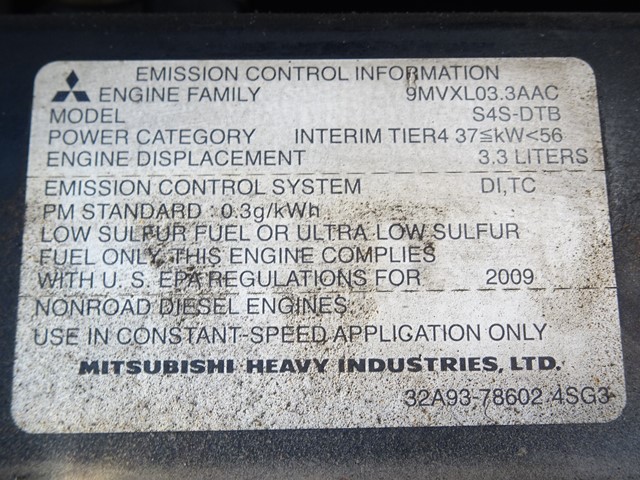 EMISSION CONTROL INFORMATION
ENGINE FAMILY 9MVXL03.3AAC
MODEL S4S-DTB
POWER CATEGORY INTERIM TIER4 37≦kW<56
ENGINE DISPLACEMENT 3.3 LITERS
EMISSION CONTROL SYSTEM DI,TC
PM STANDARD : 0.3g/kWh
LOW SULFUR FUEL OR ULTRA LOW SULFUR
FUEL ONLY. THIS ENGINE COMPLIES
WITH U. S. EPA REGULATIONS FOR 2009
NONROAD DIESEL ENGINES.
USE IN CONSTANT-SPEED APPLICATION ONLY
MITSUBISHI HEAVY INDUSTRIES, LTD.
32A93-78602 4SG3